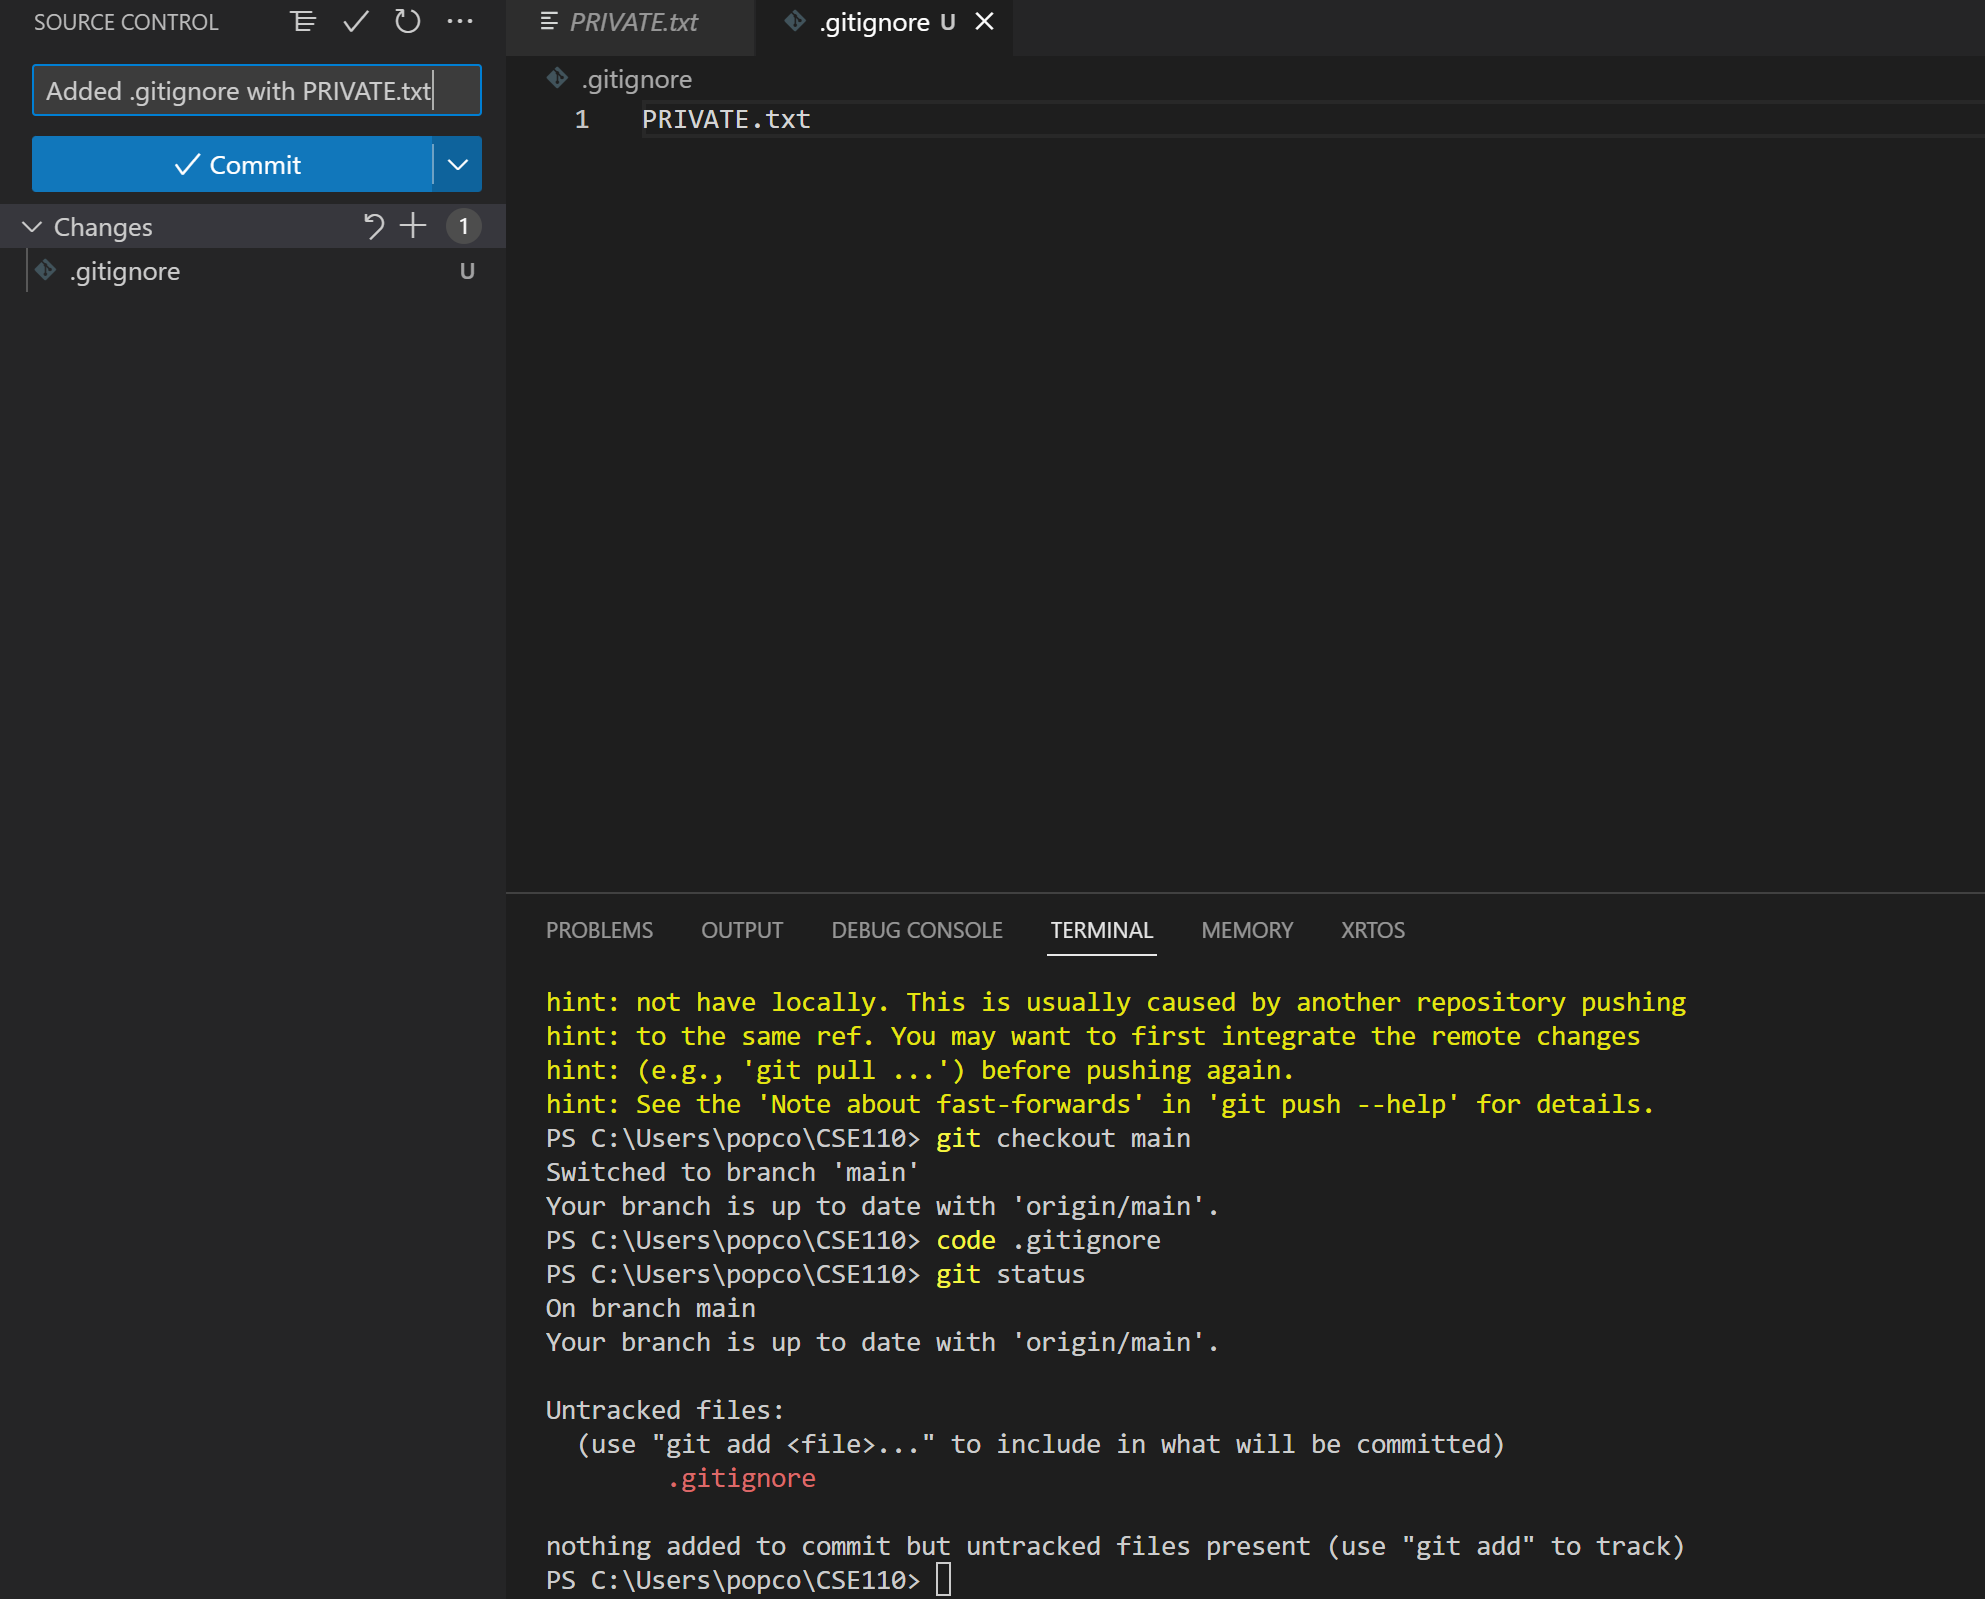 SOURCE CONTROL
Added .gitignore with PRIVATE.txt
Commit
Changes 1
.gitignore U
PRIVATE.txt .gitignore U
.gitignore
1 PRIVATE.txt
PROBLEMS OUTPUT DEBUG CONSOLE TERMINAL MEMORY XRTOS
hint: not have locally. This is usually caused by another repository pushing
hint: to the same ref. You may want to first integrate the remote changes
hint: (e.g., 'git pull ...') before pushing again.
hint: See the 'Note about fast-forwards' in 'git push --help' for details.
PS C:\Users\popco\CSE110> git checkout main
Switched to branch 'main'
Your branch is up to date with 'origin/main'.
PS C:\Users\popco\CSE110> code .gitignore
PS C:\Users\popco\CSE110> git status
On branch main
Your branch is up to date with 'origin/main'.
Untracked files:
(use "git add <file>..." to include in what will be committed)
.gitignore
nothing added to commit but untracked files present (use "git add" to track)
PS C:\Users\popco\CSE110>